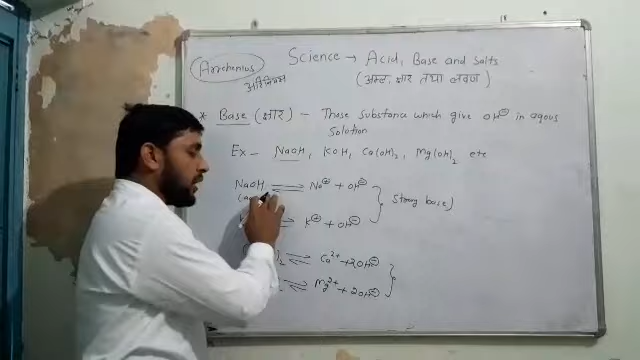 Arrhenius
आरेनियस
Science → Acid, Base and Salts
(अम्ल, क्षार तथा लवण)
* Base (क्षार) - Those substance which give OH⊖ in aqous
Solution
Ex - NaOH, KOH, Ca(OH)₂, Mg(OH)₂ etc
NaOH ⇌ Na⊕ + OH⊖
Strong base)
K⊕ + OH⊖
⇌ Ca²⁺ + 2OH⊖
⇌ Mg²⁺ + 2OH⊖